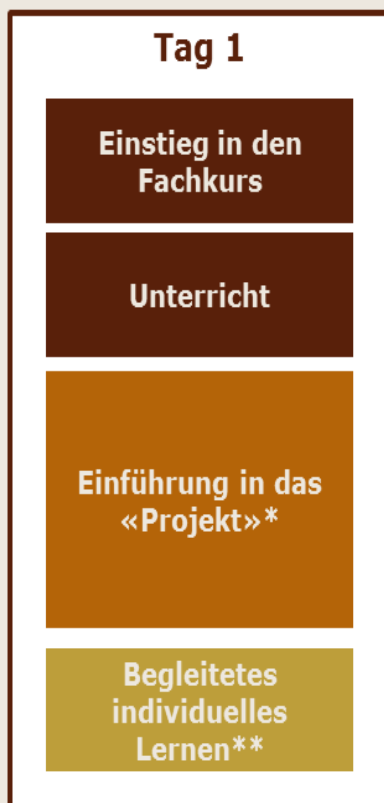 Tag 1
Einstieg in den
Fachkurs
Unterricht
Einführung in das
«Projekt»*
Begleitetes
individuelles
Lernen**